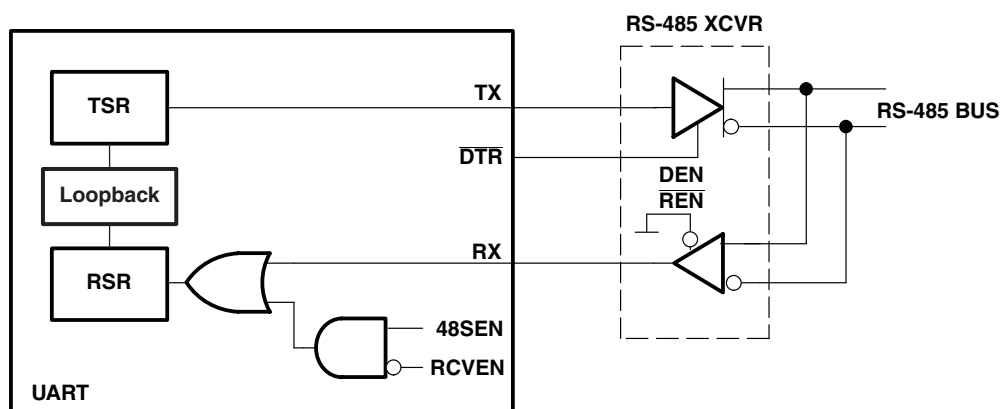 RS-485 XCVR
TSR
TX
RS-485 BUS
DTR
DEN
REN
Loopback
RX
RSR
48SEN
RCVEN
UART